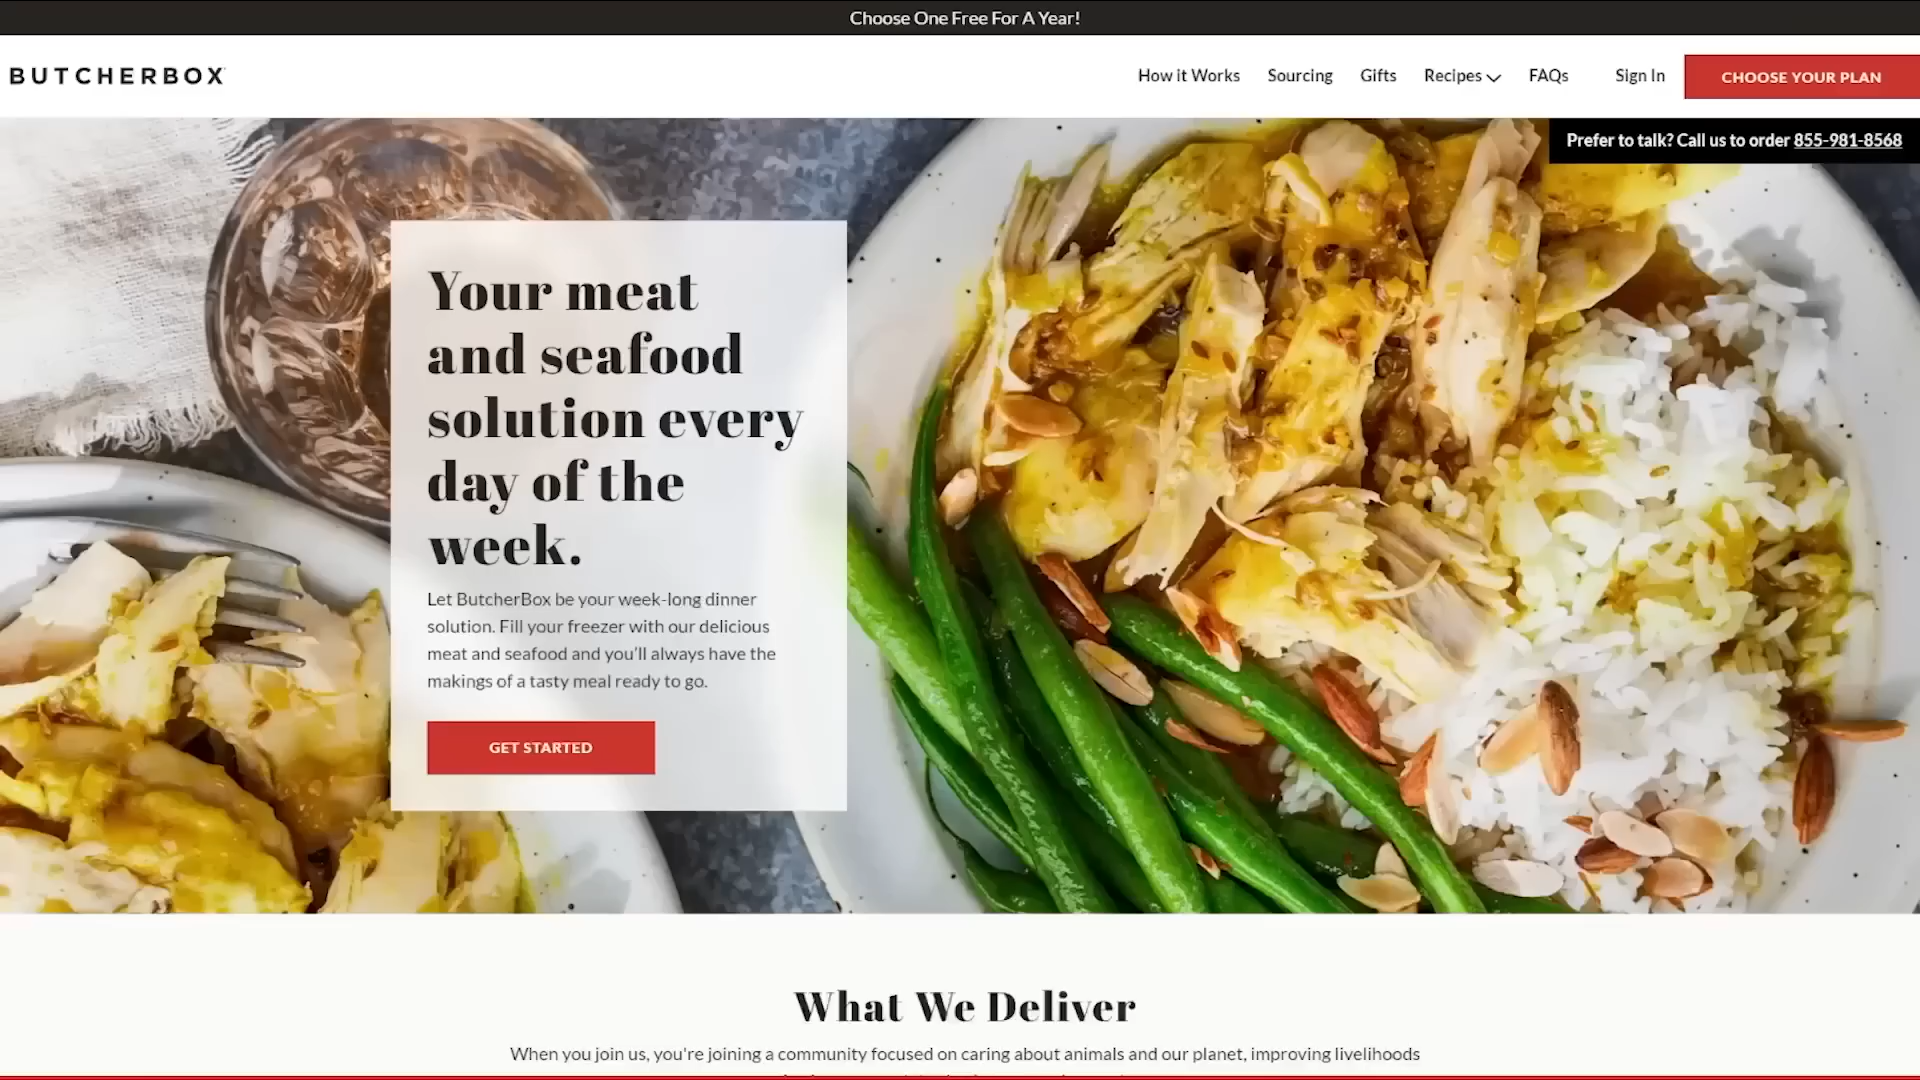 Choose One Free For A Year!
BUTCHERBOX
How it Works Sourcing Gifts Recipes FAQs Sign In CHOOSE YOUR PLAN
Prefer to talk? Call us to order 855-981-8568
Your meat
and seafood
solution every
day of the
week.
Let ButcherBox be your week-long dinner
solution. Fill your freezer with our delicious
meat and seafood and you'll always have the
makings of a tasty meal ready to go.
GET STARTED
What We Deliver
When you join us, you're joining a community focused on caring about animals and our planet, improving livelihoods